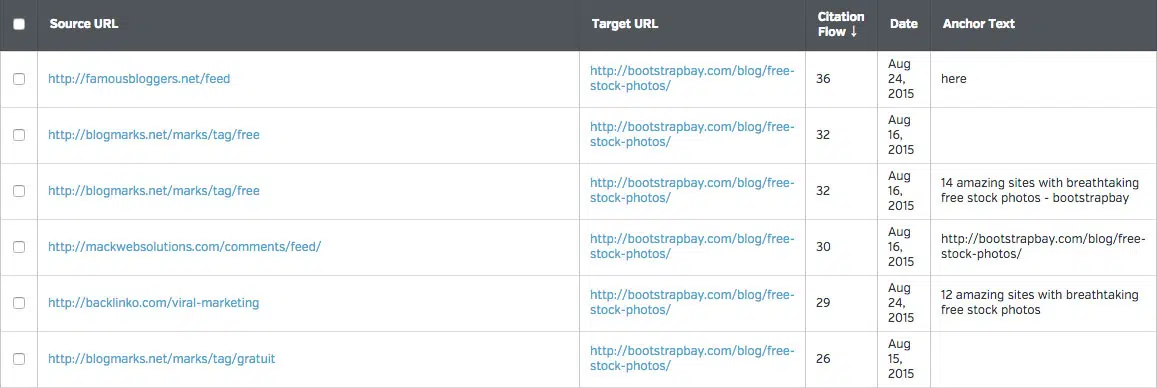 Source URL
Target URL
Citation
Flow ↓
Date
Anchor Text
http://famousbloggers.net/feed
http://bootstrapbay.com/blog/free-
stock-photos/
36
Aug
24,
2015
here
http://blogmarks.net/marks/tag/free
http://bootstrapbay.com/blog/free-
stock-photos/
32
Aug
16,
2015
http://blogmarks.net/marks/tag/free
http://bootstrapbay.com/blog/free-
stock-photos/
32
Aug
16,
2015
14 amazing sites with breathtaking
free stock photos - bootstrapbay
http://mackwebsolutions.com/comments/feed/
http://bootstrapbay.com/blog/free-
stock-photos/
30
Aug
16,
2015
http://bootstrapbay.com/blog/free-
stock-photos/
http://backlinko.com/viral-marketing
http://bootstrapbay.com/blog/free-
stock-photos/
29
Aug
24,
2015
12 amazing sites with breathtaking
free stock photos
http://blogmarks.net/marks/tag/gratuit
http://bootstrapbay.com/blog/free-
stock-photos/
26
Aug
15,
2015